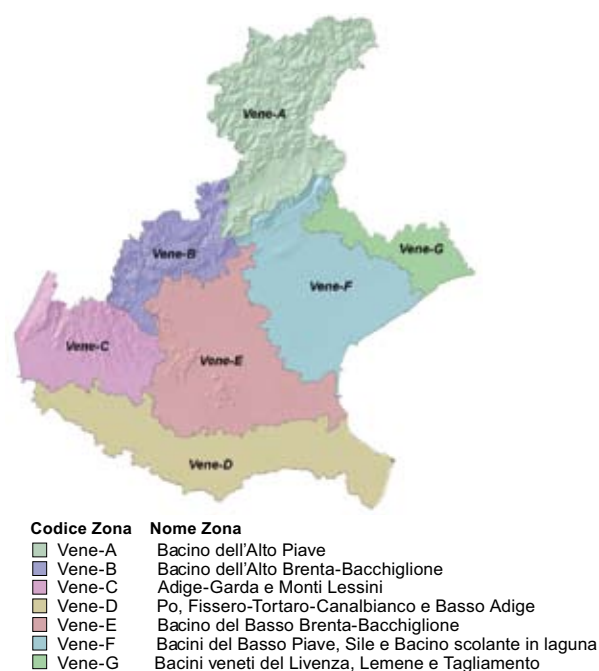 Vene-A
Vene-B
Vene-G
Vene-F
Vene-C
Vene-E
Vene-D
Codice Zona Nome Zona
Vene-A Bacino dell'Alto Piave
Vene-B Bacino dell'Alto Brenta-Bacchiglione
Vene-C Adige-Garda e Monti Lessini
Vene-D Po, Fissero-Tortaro-Canalbianco e Basso Adige
Vene-E Bacino del Basso Brenta-Bacchiglione
Vene-F Bacini del Basso Piave, Sile e Bacino scolante in laguna
Vene-G Bacini veneti del Livenza, Lemene e Tagliamento